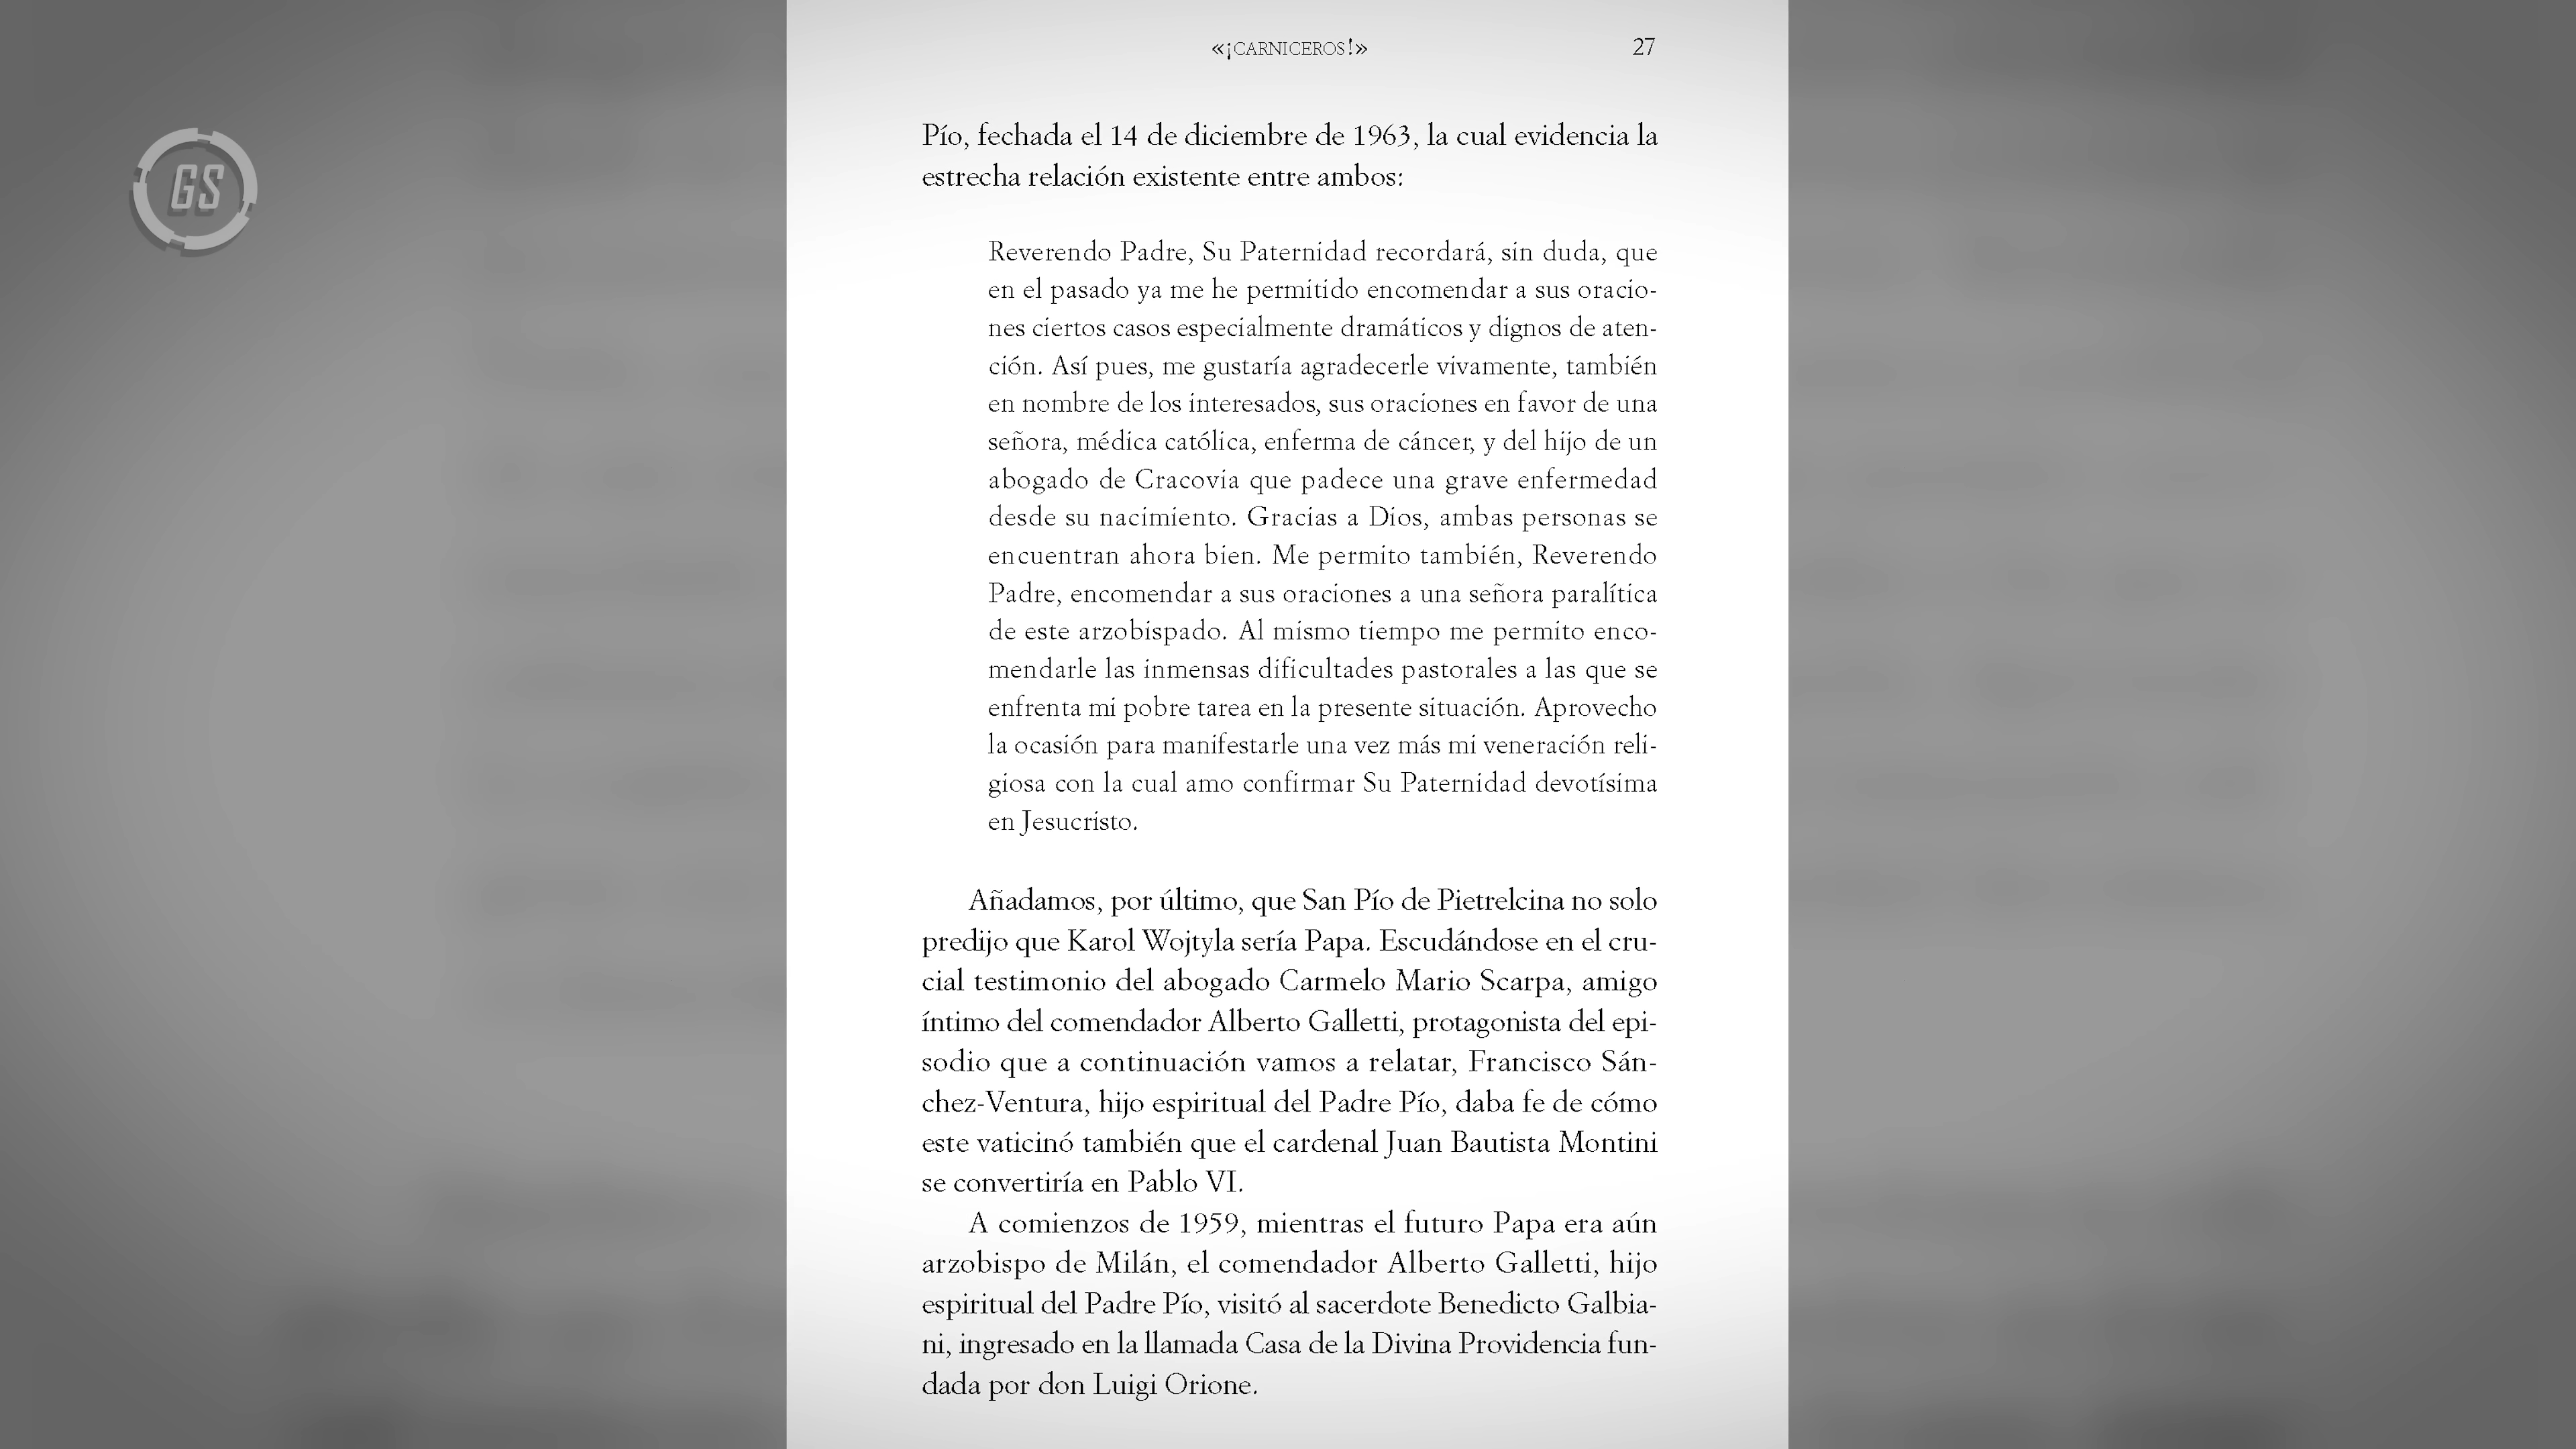 «¡CARNICEROS!» 27
GS
Pío, fechada el 14 de diciembre de 1963, la cual evidencia la
estrecha relación existente entre ambos:
Reverendo Padre, Su Paternidad recordará, sin duda, que
en el pasado ya me he permitido encomendar a sus oracio-
nes ciertos casos especialmente dramáticos y dignos de aten-
ción. Así pues, me gustaría agradecerle vivamente, también
en nombre de los interesados, sus oraciones en favor de una
señora, médica católica, enferma de cáncer, y del hijo de un
abogado de Cracovia que padece una grave enfermedad
desde su nacimiento. Gracias a Dios, ambas personas se
encuentran ahora bien. Me permito también, Reverendo
Padre, encomendar a sus oraciones a una señora paralítica
de este arzobispado. Al mismo tiempo me permito enco-
mendarle las inmensas dificultades pastorales a las que se
enfrenta mi pobre tarea en la presente situación. Aprovecho
la ocasión para manifestarle una vez más mi veneración reli-
giosa con la cual amo confirmar Su Paternidad devotísima
en Jesucristo.
Añadamos, por último, que San Pío de Pietrelcina no solo
predijo que Karol Wojtyla sería Papa. Escudándose en el cru-
cial testimonio del abogado Carmelo Mario Scarpa, amigo
íntimo del comendador Alberto Galletti, protagonista del epi-
sodio que a continuación vamos a relatar, Francisco Sán-
chez-Ventura, hijo espiritual del Padre Pío, daba fe de cómo
este vaticinó también que el cardenal Juan Bautista Montini
se convertiría en Pablo VI.
A comienzos de 1959, mientras el futuro Papa era aún
arzobispo de Milán, el comendador Alberto Galletti, hijo
espiritual del Padre Pío, visitó al sacerdote Benedicto Galbia-
ni, ingresado en la llamada Casa de la Divina Providencia fun-
dada por don Luigi Orione.